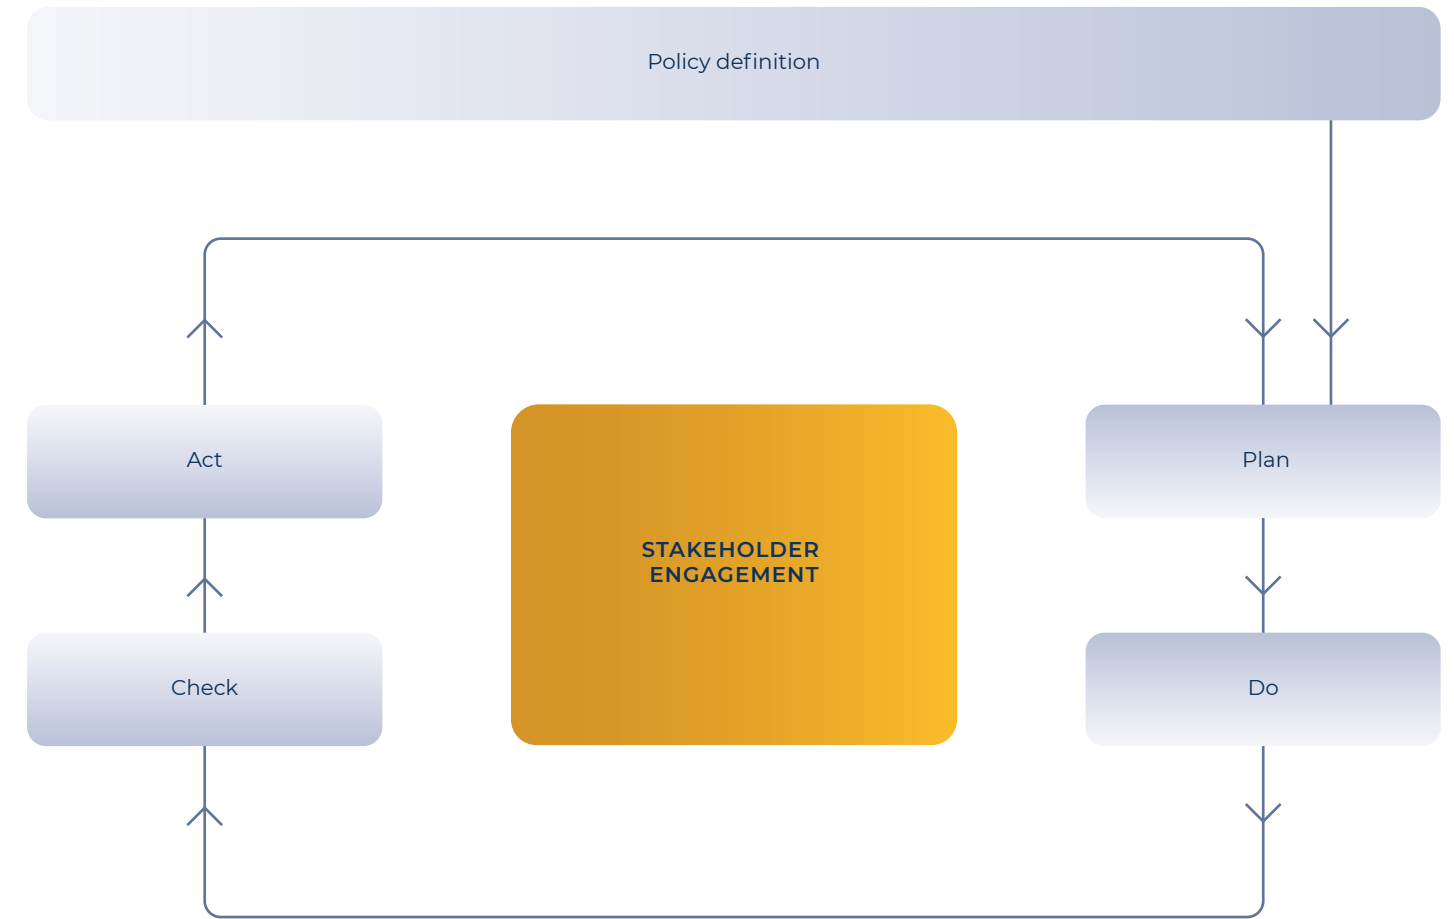 Policy definition
Act
Plan
STAKEHOLDER
ENGAGEMENT
Check
Do